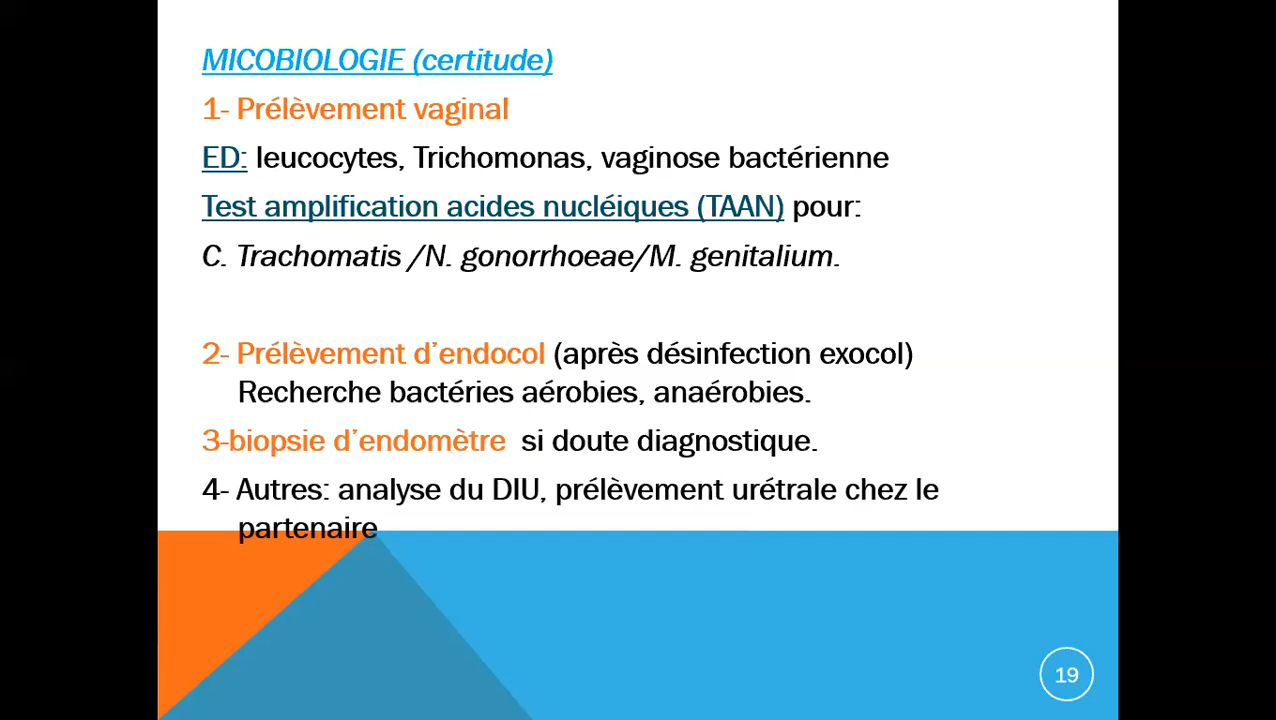 MICOBIOLOGIE (certitude)
1- Prélèvement vaginal
ED: leucocytes, Trichomonas, vaginose bactérienne
Test amplification acides nucléiques (TAAN) pour:
C. Trachomatis /N. gonorrhoeae/M. genitalium.
2- Prélèvement d’endocol (après désinfection exocol)
Recherche bactéries aérobies, anaérobies.
3-biopsie d’endomètre si doute diagnostique.
4- Autres: analyse du DIU, prélèvement urétrale chez le
partenaire
19